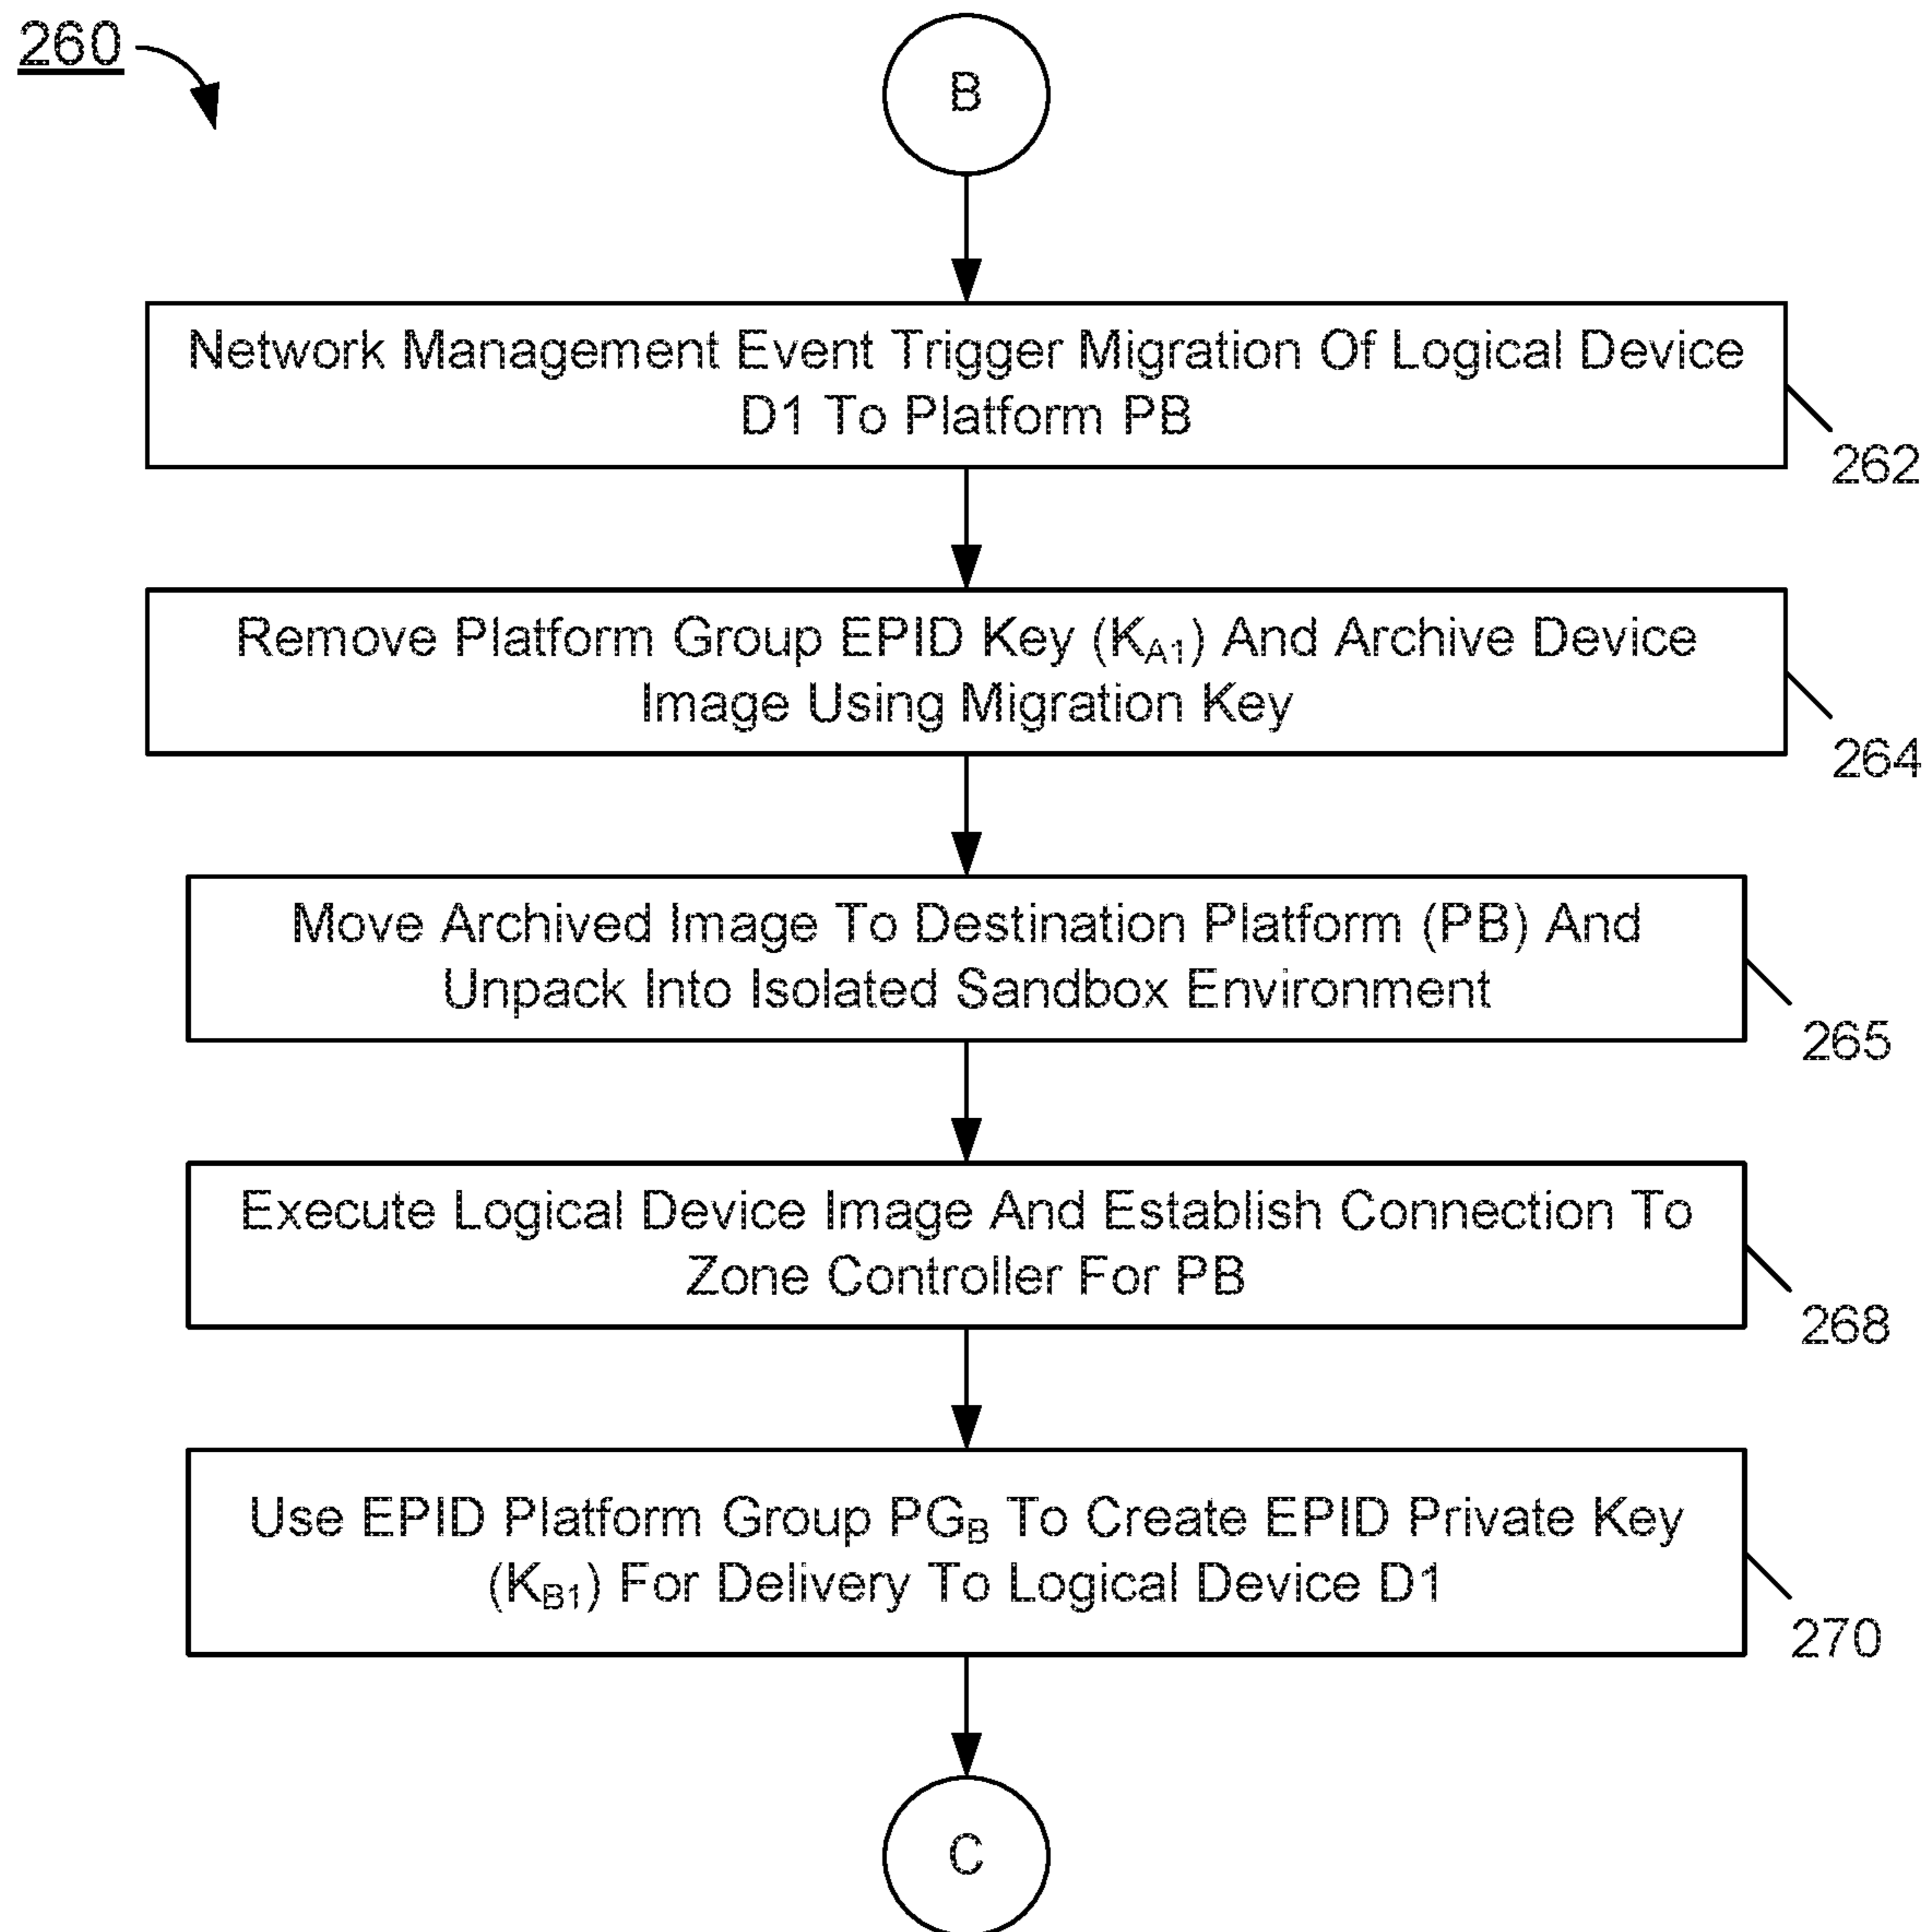 260
B
Network Management Event Trigger Migration Of Logical Device
D1 To Platform PB
262
Remove Platform Group EPID Key (K_A1) And Archive Device
Image Using Migration Key
264
Move Archived Image To Destination Platform (PB) And
Unpack Into Isolated Sandbox Environment
265
Execute Logical Device Image And Establish Connection To
Zone Controller For PB
268
Use EPID Platform Group PG_B To Create EPID Private Key
(K_B1) For Delivery To Logical Device D1
270
C